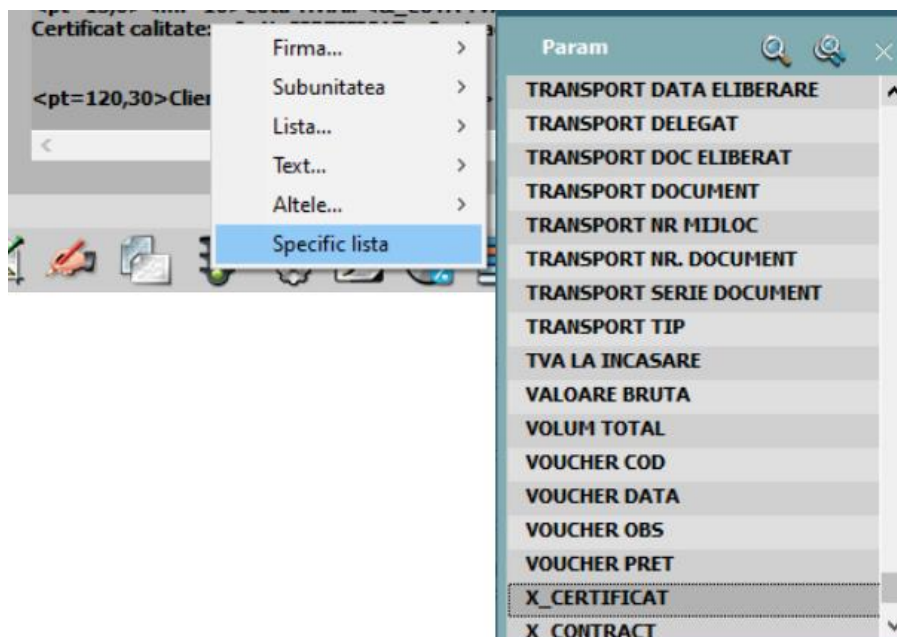 Certificat calitate:
<pt=120,30>Clien
Firma...
Subunitatea
Lista...
Text...
Altele...
Specific lista
Param
TRANSPORT DATA ELIBERARE
TRANSPORT DELEGAT
TRANSPORT DOC ELIBERAT
TRANSPORT DOCUMENT
TRANSPORT NR MIJLOC
TRANSPORT NR. DOCUMENT
TRANSPORT SERIE DOCUMENT
TRANSPORT TIP
TVA LA INCASARE
VALOARE BRUTA
VOLUM TOTAL
VOUCHER COD
VOUCHER DATA
VOUCHER OBS
VOUCHER PRET
X_CERTIFICAT
X_CONTRACT